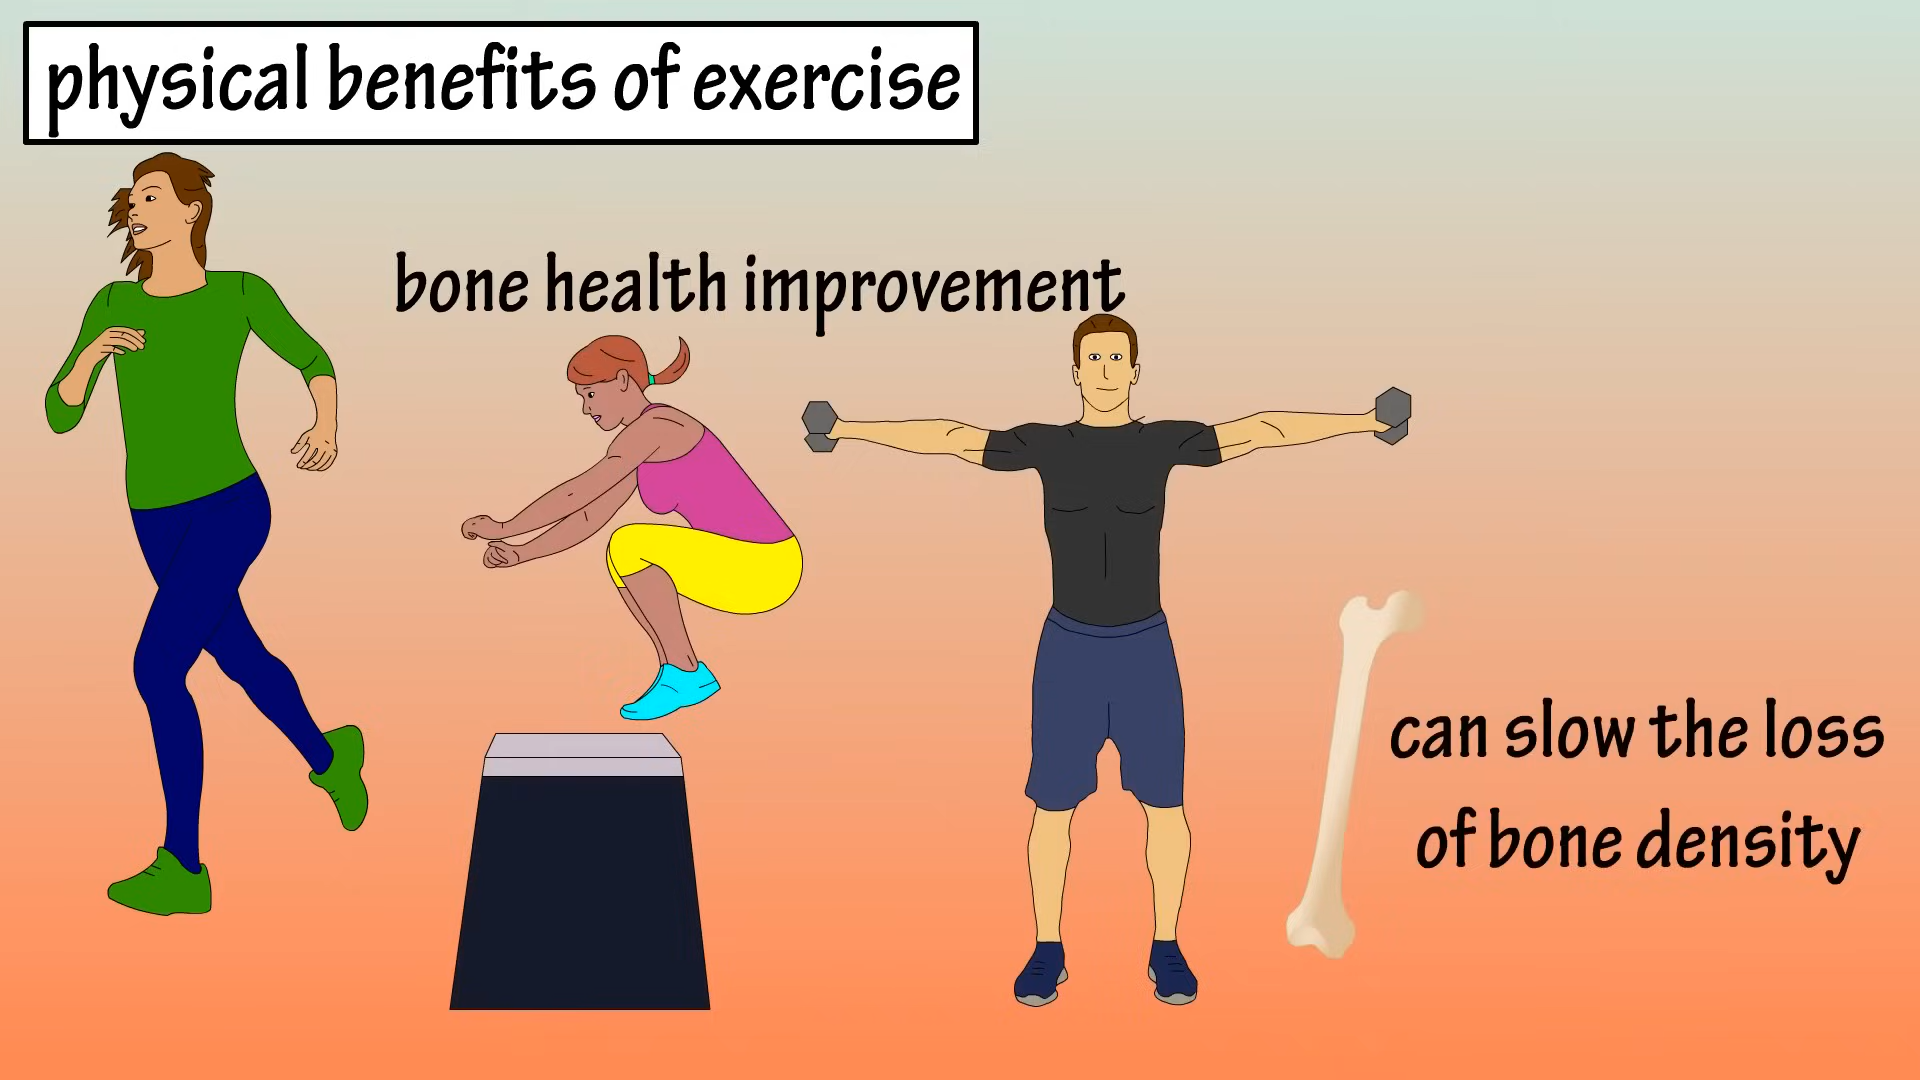 physical benefits of exercise
bone health improvement
can slow the loss
of bone density